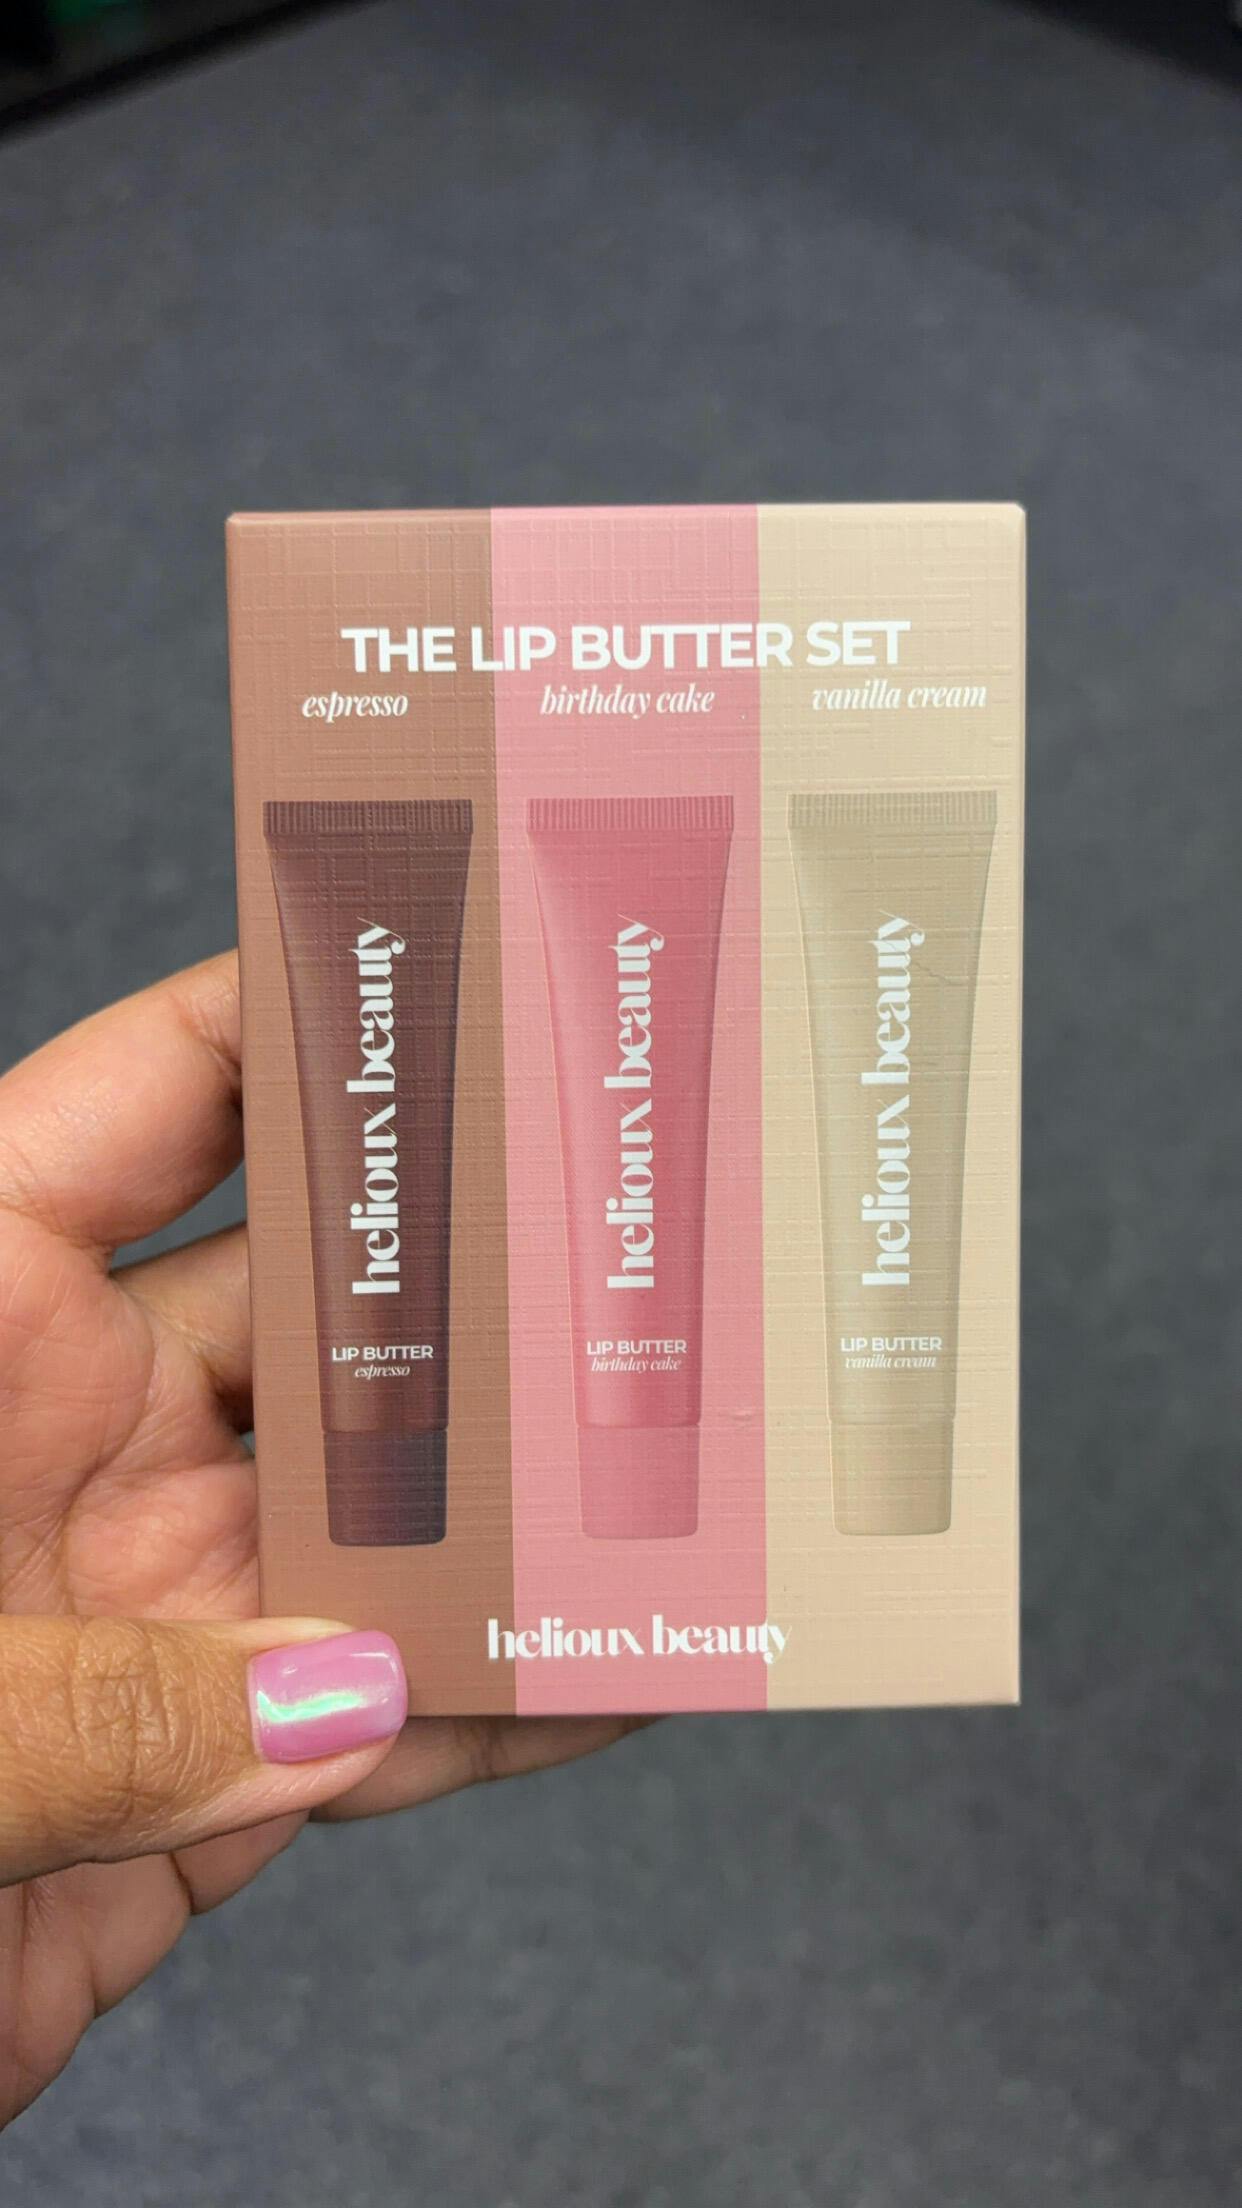 THE LIP BUTTER SET
espresso
birthday cake
vanilla cream
helioux beauty
LIP BUTTER
espresso
helioux beauty
LIP BUTTER
birthday cake
helioux beauty
LIP BUTTER
vanilla cream
helioux beauty